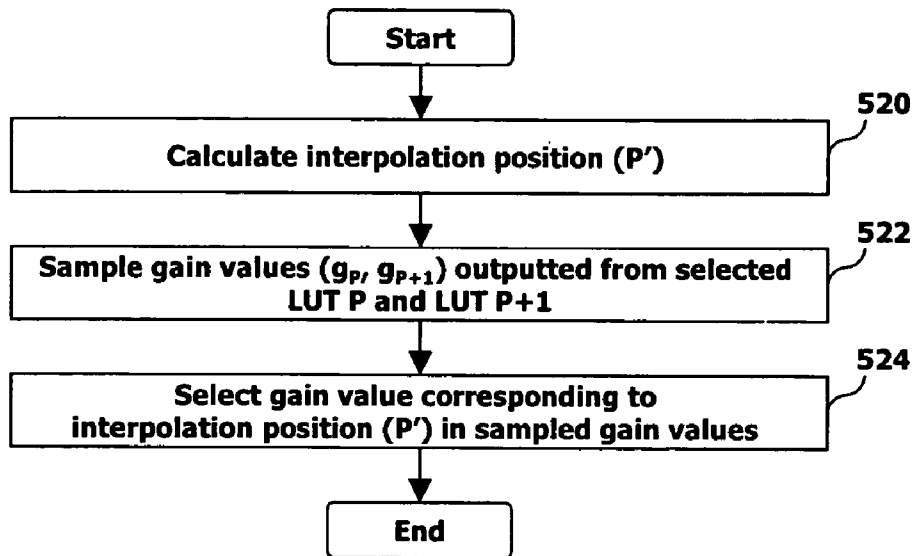 Start
520
Calculate interpolation position (P')
522
Sample gain values (gP, gP+1) outputted from selected
LUT P and LUT P+1
524
Select gain value corresponding to
interpolation position (P') in sampled gain values
End